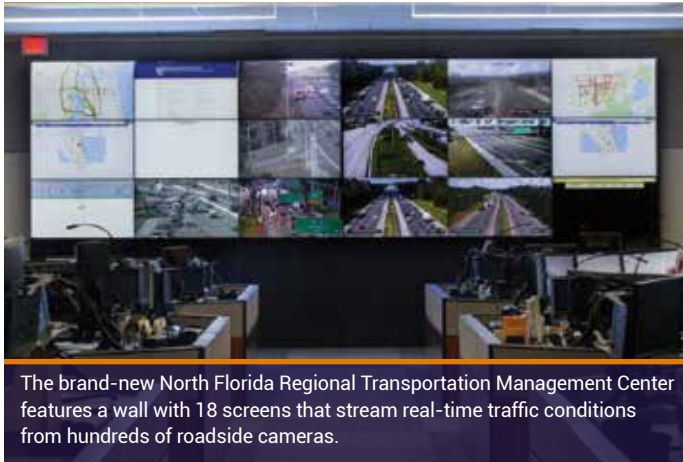 The brand-new North Florida Regional Transportation Management Center
features a wall with 18 screens that stream real-time traffic conditions
from hundreds of roadside cameras.